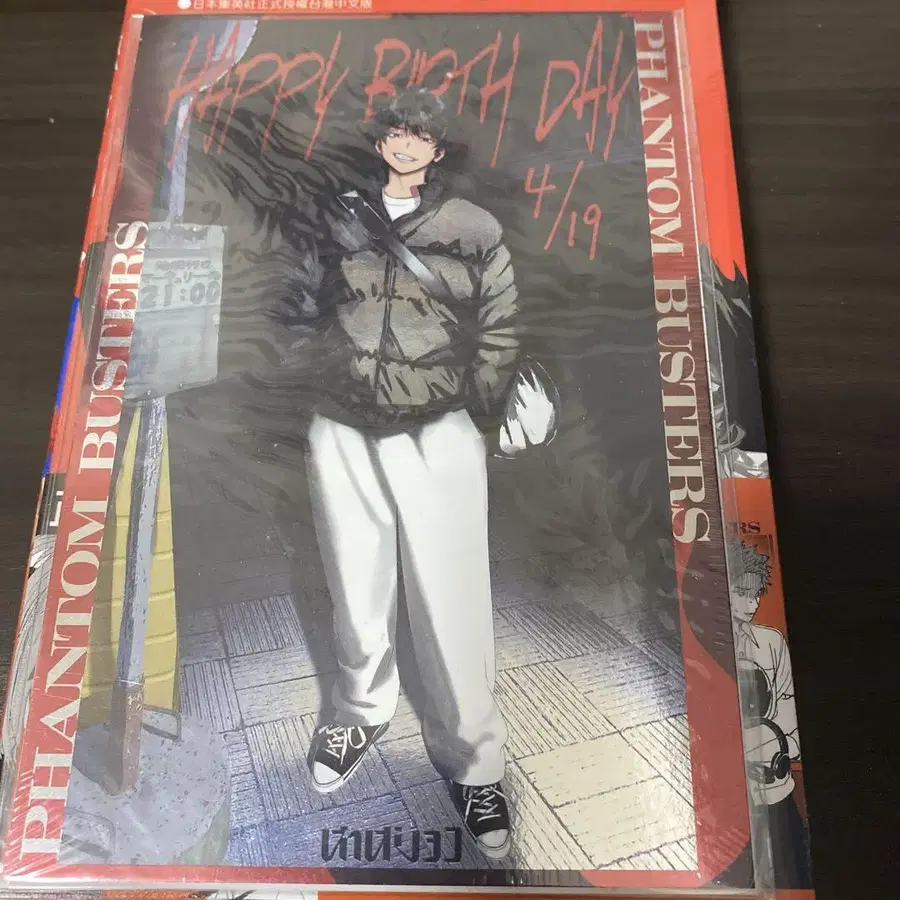 ●日本集英社正式授權台灣中文版
HAPPY BIRTH DAY
4/19
PHANTOM BUSTERS
21:00
PHANTOM BUSTERS
ERS